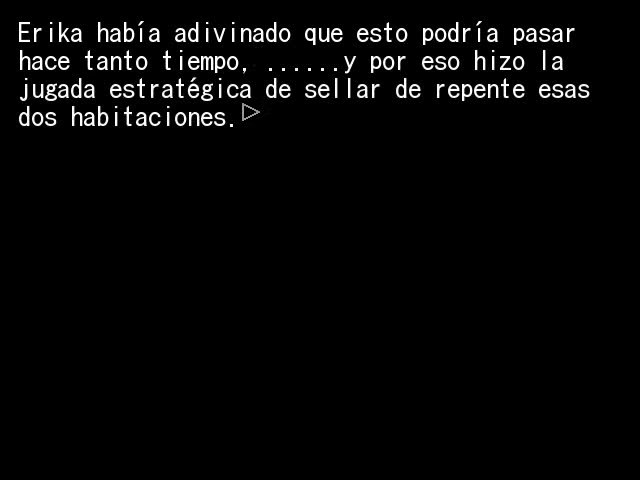 Erika había adivinado que esto podría pasar
hace tanto tiempo, ......y por eso hizo la
jugada estratégica de sellar de repente esas
dos habitaciones.